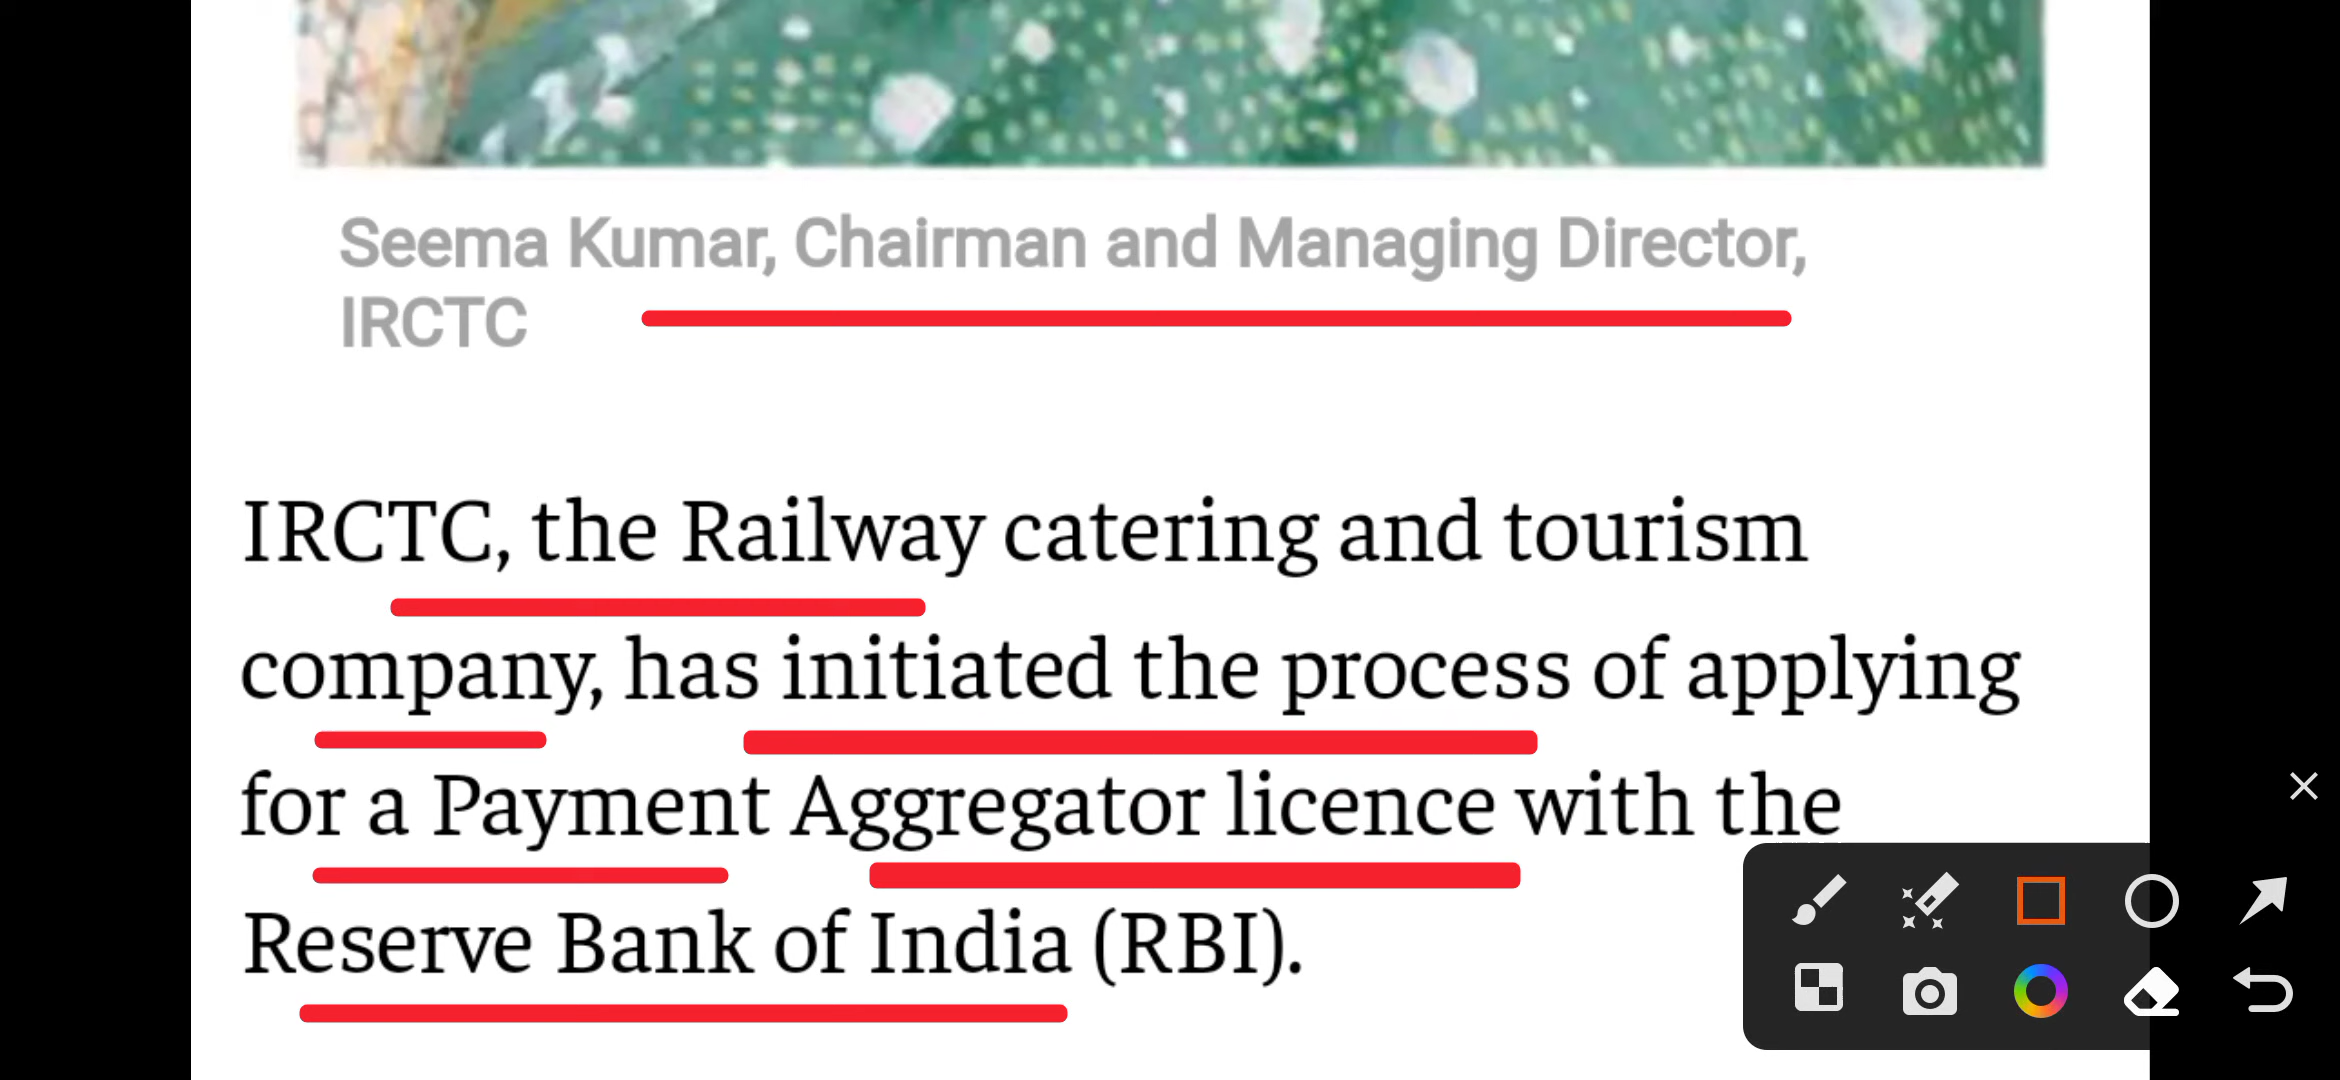 Seema Kumar, Chairman and Managing Director,
IRCTC
IRCTC, the Railway catering and tourism
company, has initiated the process of applying
for a Payment Aggregator licence with the
Reserve Bank of India (RBI).